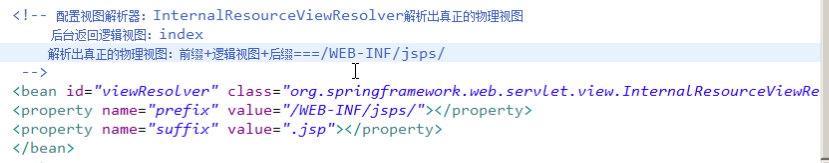 <!-- 配置视图解析器：InternalResourceViewResolver解析出真正的物理视图
后台返回逻辑视图：index
解析出真正的物理视图：前缀+逻辑视图+后缀===/WEB-INF/jsps/
-->
<bean id="viewResolver" class="org.springframework.web.servlet.view.InternalResourceViewRe
<property name="prefix" value="/WEB-INF/jsps/"></property>
<property name="suffix" value=".jsp"></property>
</bean>